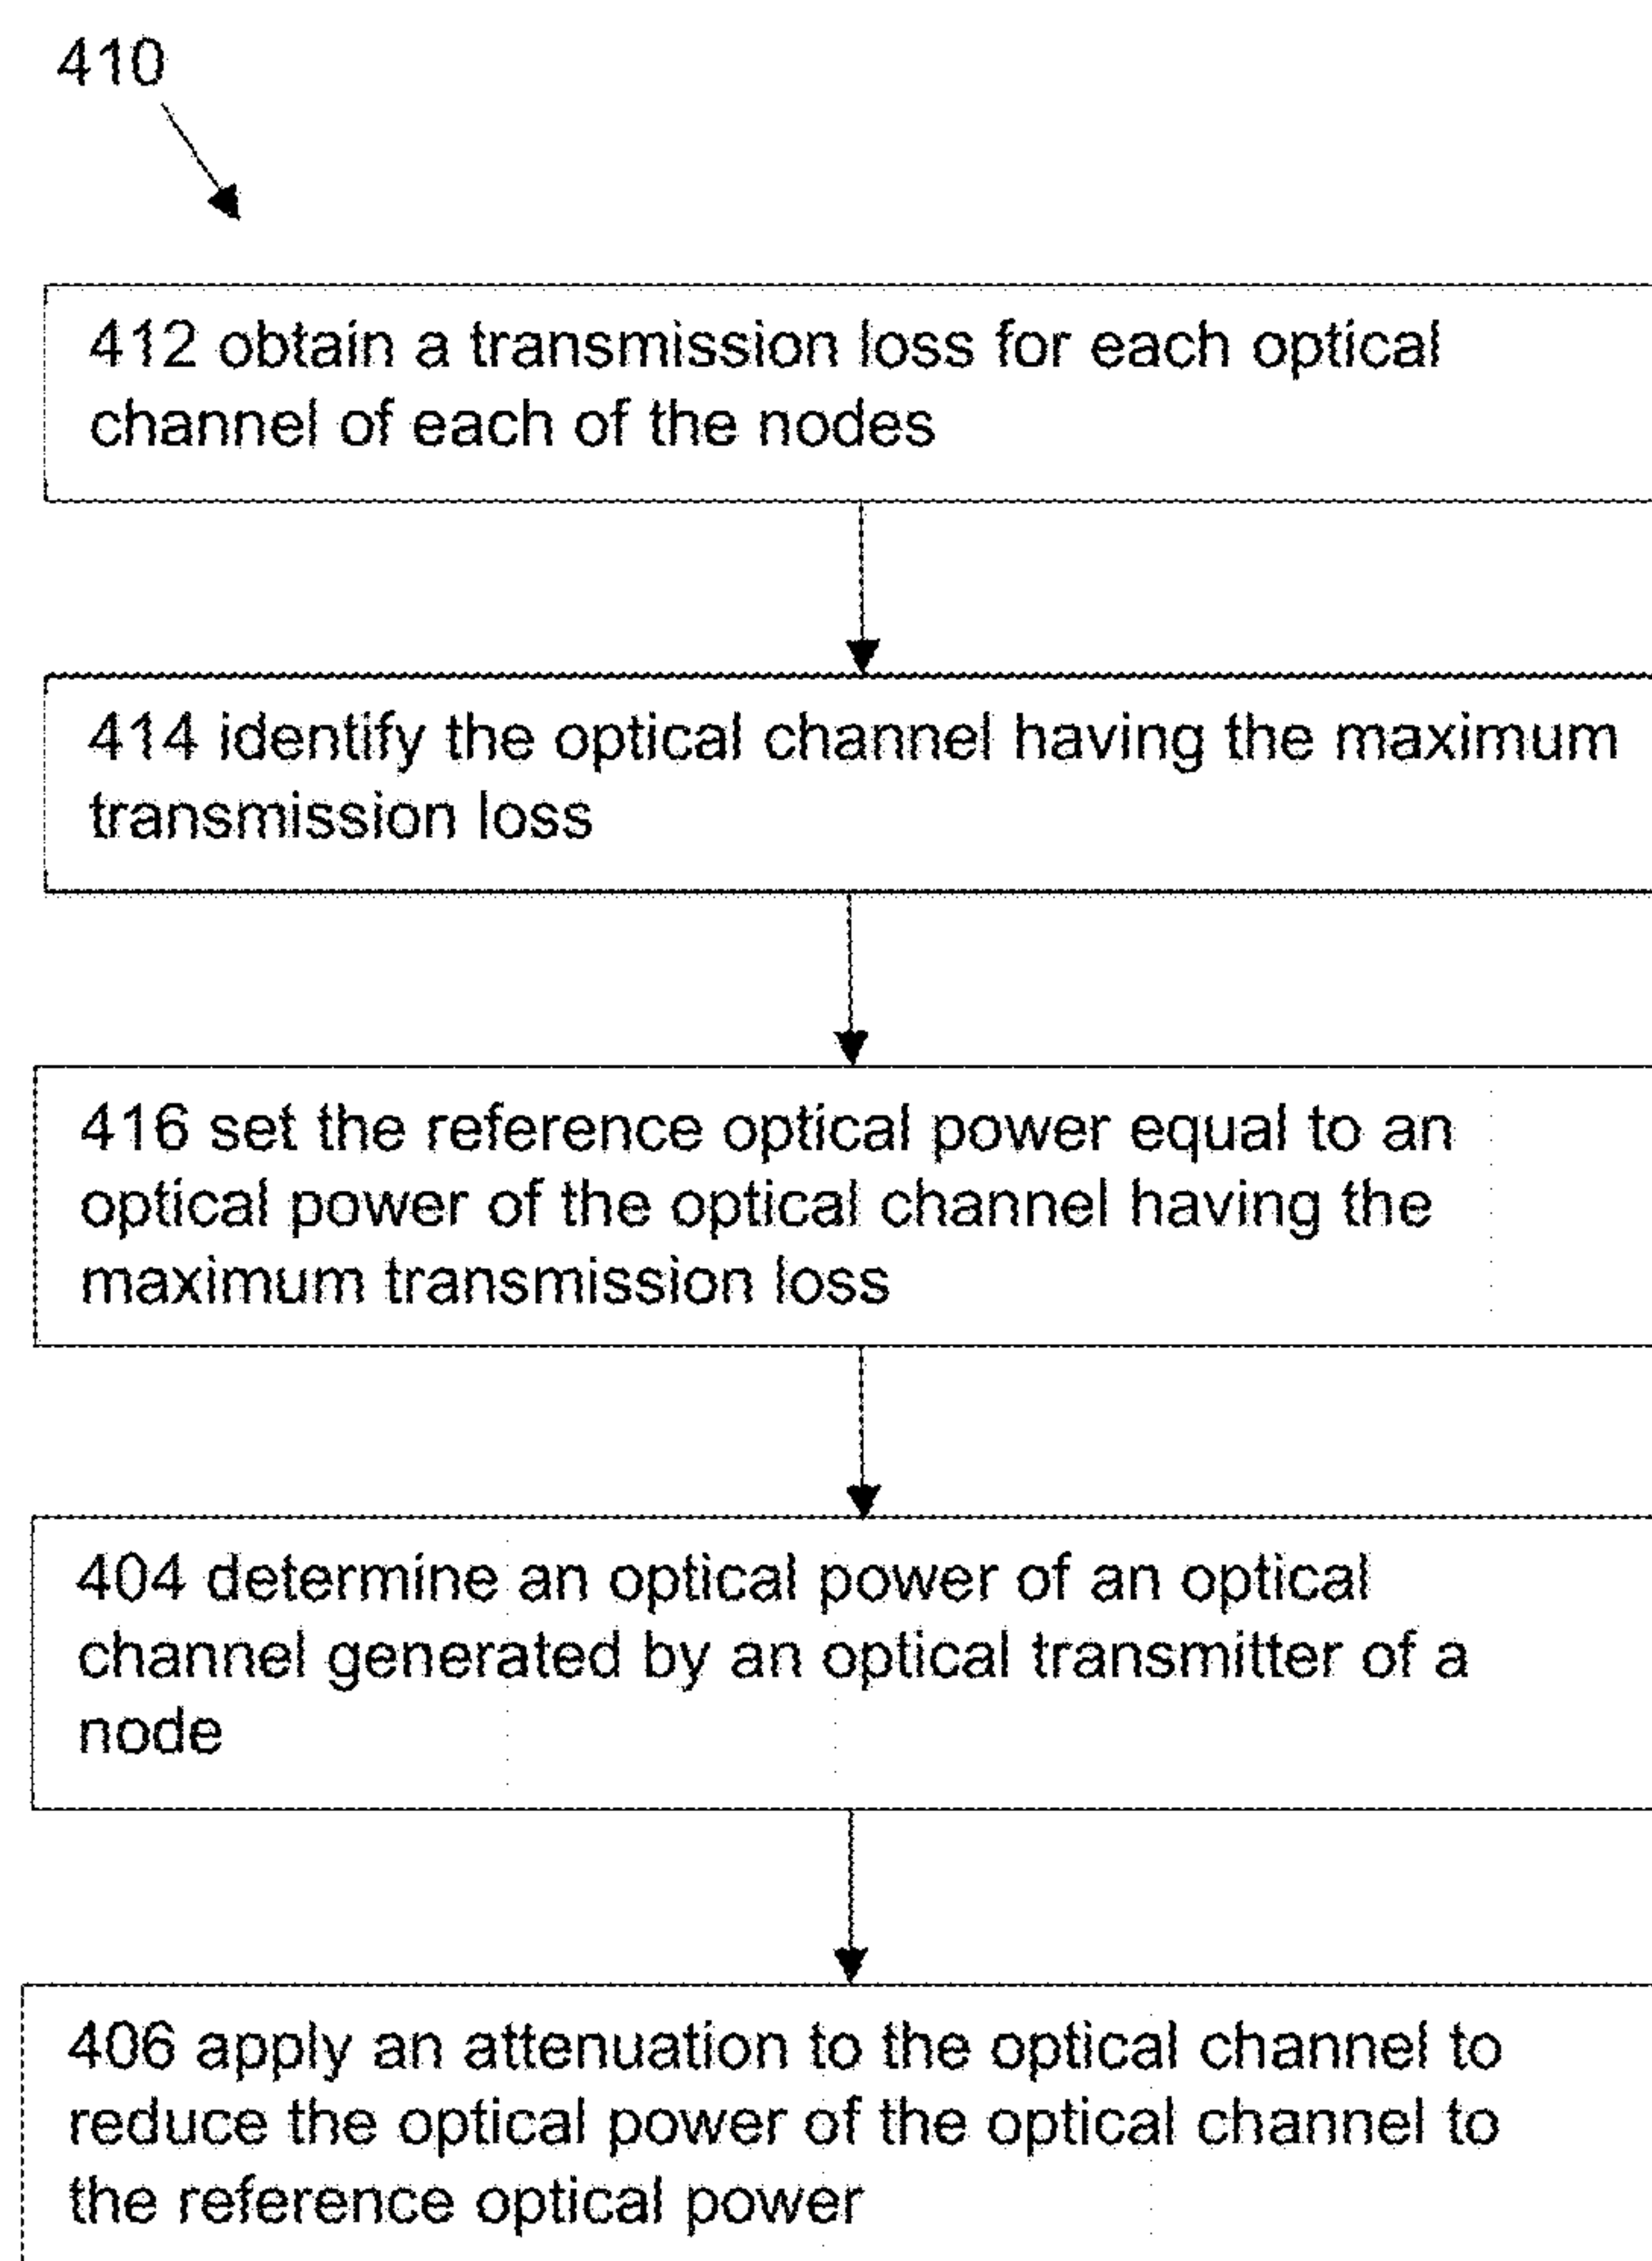 410
412 obtain a transmission loss for each optical
channel of each of the nodes
414 identify the optical channel having the maximum
transmission loss
416 set the reference optical power equal to an
optical power of the optical channel having the
maximum transmission loss
404 determine an optical power of an optical
channel generated by an optical transmitter of a
node
406 apply an attenuation to the optical channel to
reduce the optical power of the optical channel to
the reference optical power